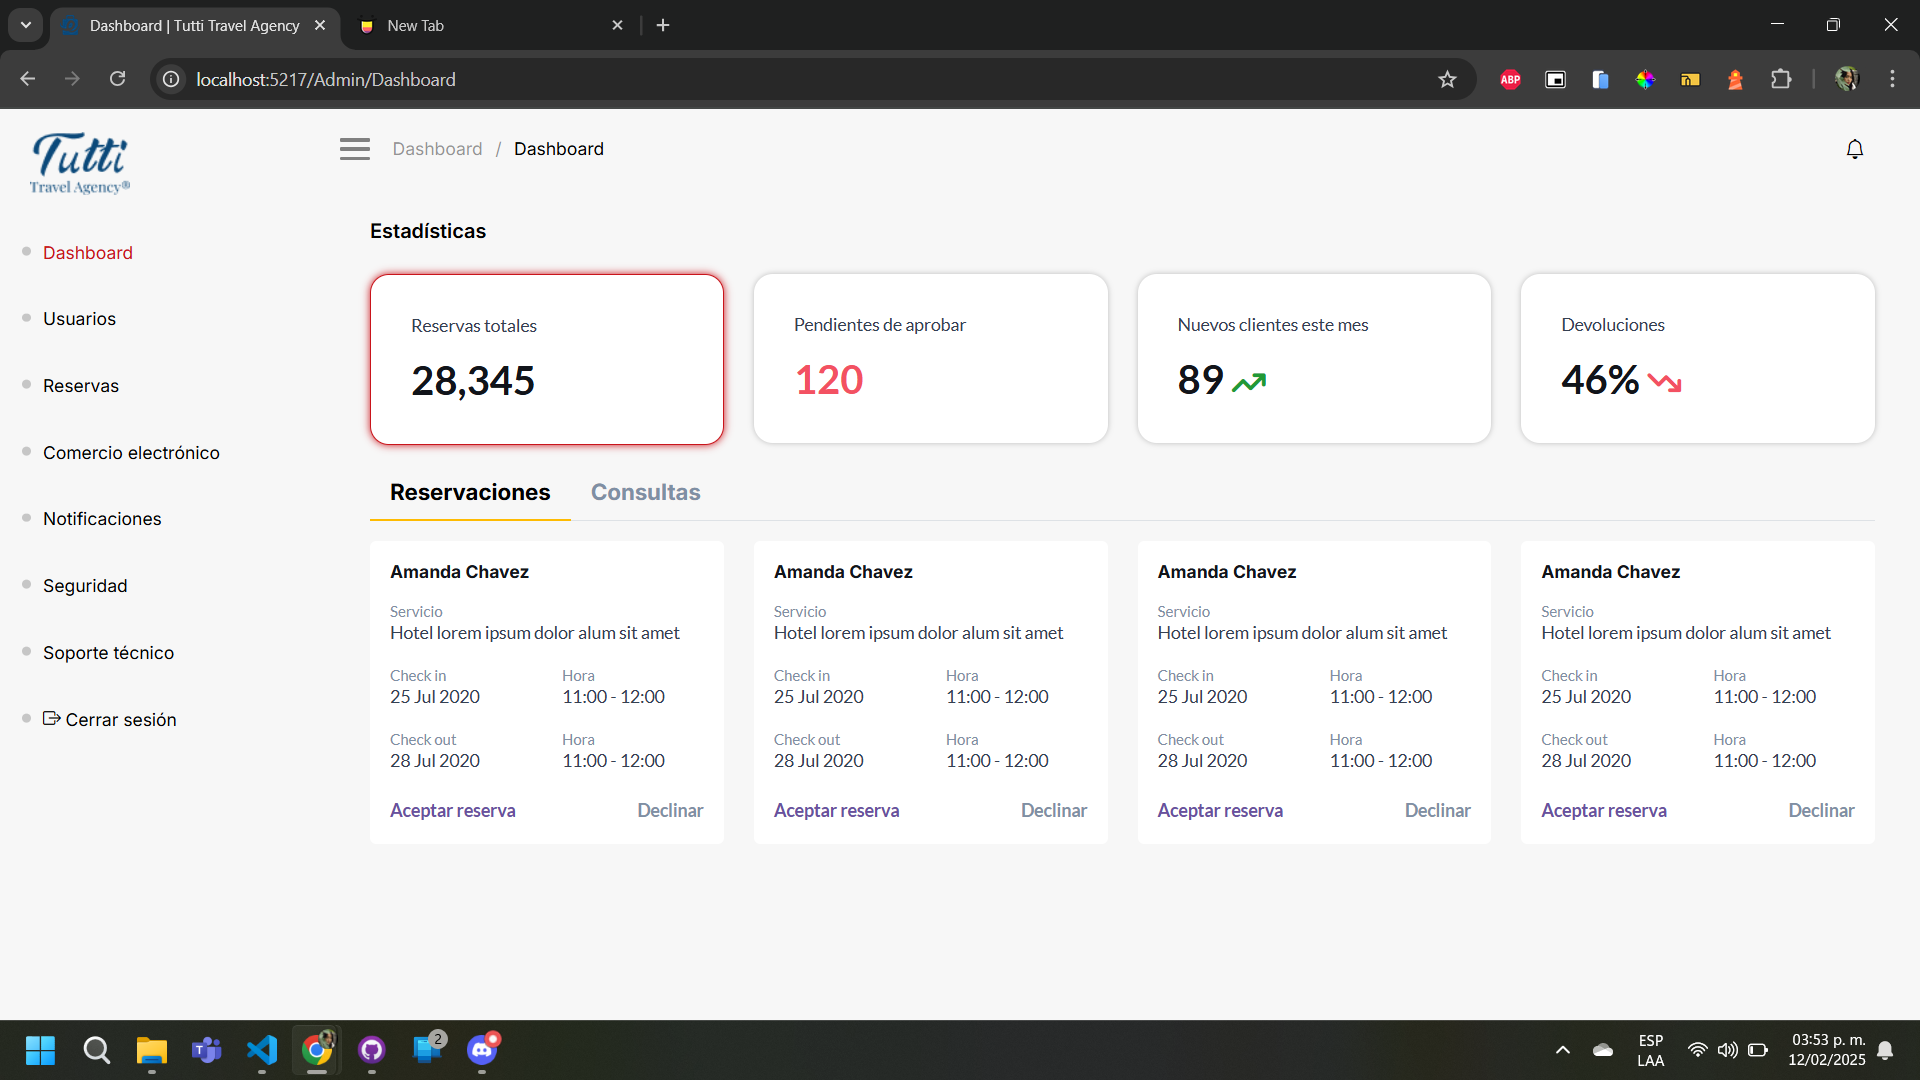 Dashboard | Tutti Travel Agency
New Tab
localhost:5217/Admin/Dashboard
ABP
Tutti
Travel Agency®
Dashboard / Dashboard
Dashboard
Usuarios
Reservas
Comercio electrónico
Notificaciones
Seguridad
Soporte técnico
Cerrar sesión
Estadísticas
Reservas totales
28,345
Pendientes de aprobar
120
Nuevos clientes este mes
89
Devoluciones
46%
Reservaciones
Consultas
Amanda Chavez
Servicio
Hotel lorem ipsum dolor alum sit amet
Check in
Hora
25 Jul 2020
11:00 - 12:00
Check out
Hora
28 Jul 2020
11:00 - 12:00
Aceptar reserva
Declinar
Amanda Chavez
Servicio
Hotel lorem ipsum dolor alum sit amet
Check in
Hora
25 Jul 2020
11:00 - 12:00
Check out
Hora
28 Jul 2020
11:00 - 12:00
Aceptar reserva
Declinar
Amanda Chavez
Servicio
Hotel lorem ipsum dolor alum sit amet
Check in
Hora
25 Jul 2020
11:00 - 12:00
Check out
Hora
28 Jul 2020
11:00 - 12:00
Aceptar reserva
Declinar
Amanda Chavez
Servicio
Hotel lorem ipsum dolor alum sit amet
Check in
Hora
25 Jul 2020
11:00 - 12:00
Check out
Hora
28 Jul 2020
11:00 - 12:00
Aceptar reserva
Declinar
T
2
ESP
LAA
03:53 p. m.
12/02/2025